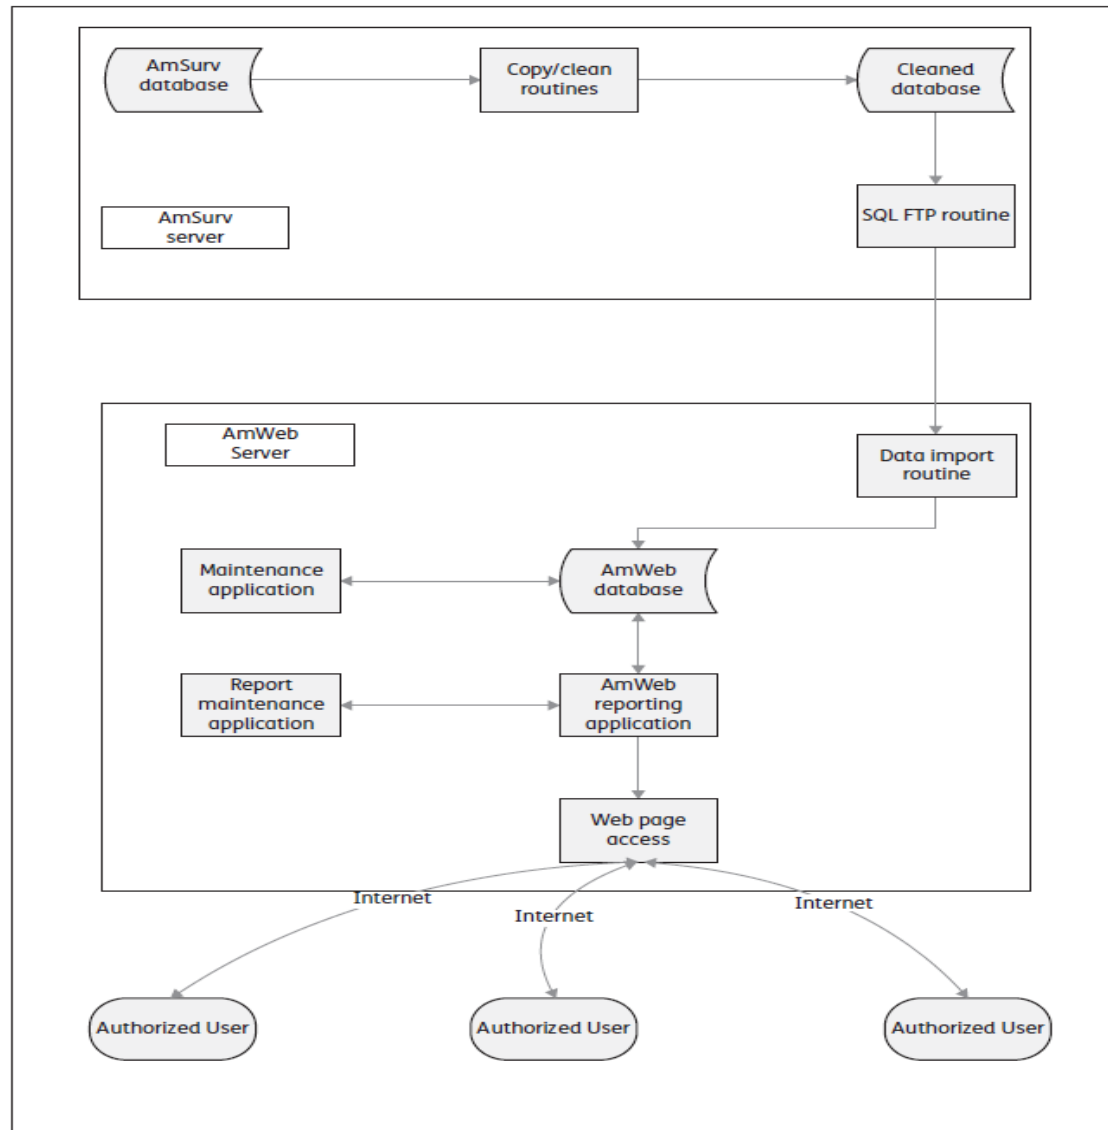 AmSurv
database
Copy/clean
routines
Cleaned
database
AmSurv
server
SQL FTP routine
AmWeb
Server
Data import
routine
Maintenance
application
AmWeb
database
Report
maintenance
application
AmWeb
reporting
application
Web page
access
Internet
Internet
Internet
Authorized User
Authorized User
Authorized User